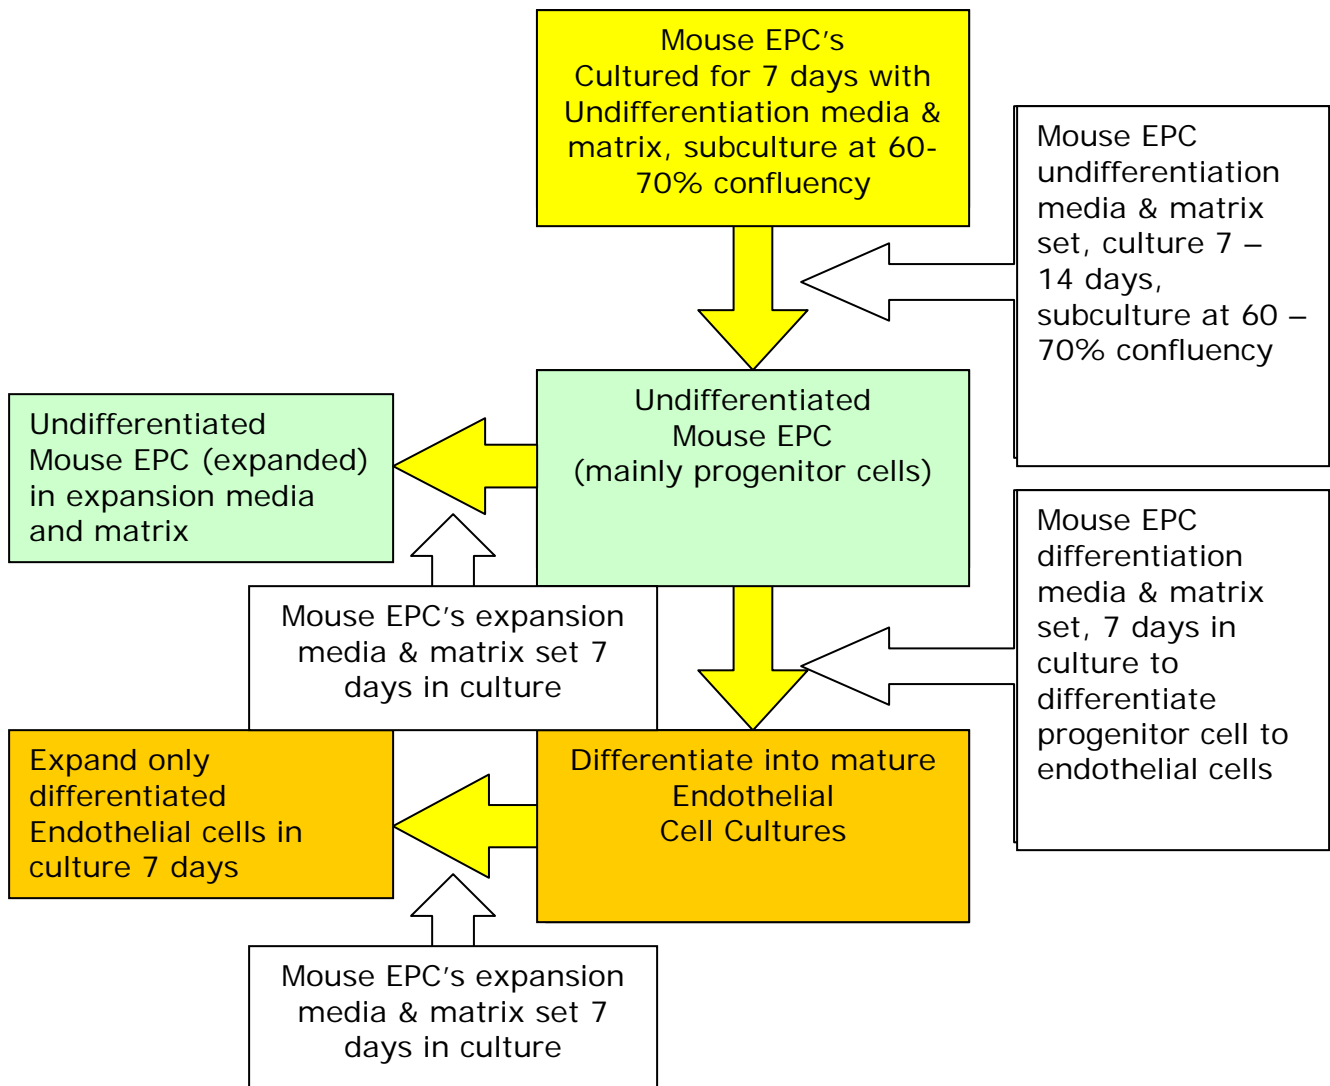 Mouse EPC's
Cultured for 7 days with
Undifferentiation media &
matrix, subculture at 60-
70% confluency
Mouse EPC
undifferentiation
media & matrix
set, culture 7 –
14 days,
subculture at 60 –
70% confluency
Undifferentiated
Mouse EPC (expanded)
in expansion media
and matrix
Undifferentiated
Mouse EPC
(mainly progenitor cells)
Mouse EPC
differentiation
media & matrix
set, 7 days in
culture to
differentiate
progenitor cell to
endothelial cells
Mouse EPC's expansion
media & matrix set 7
days in culture
Expand only
differentiated
Endothelial cells in
culture 7 days
Differentiate into mature
Endothelial
Cell Cultures
Mouse EPC's expansion
media & matrix set 7
days in culture